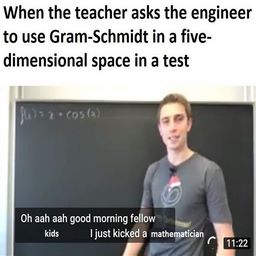 When the teacher asks the engineer
to use Gram-Schmidt in a five-
dimensional space in a test
f(x) = x + cos(x)
Oh aah aah good morning fellow
kids I just kicked a mathematician
11:22